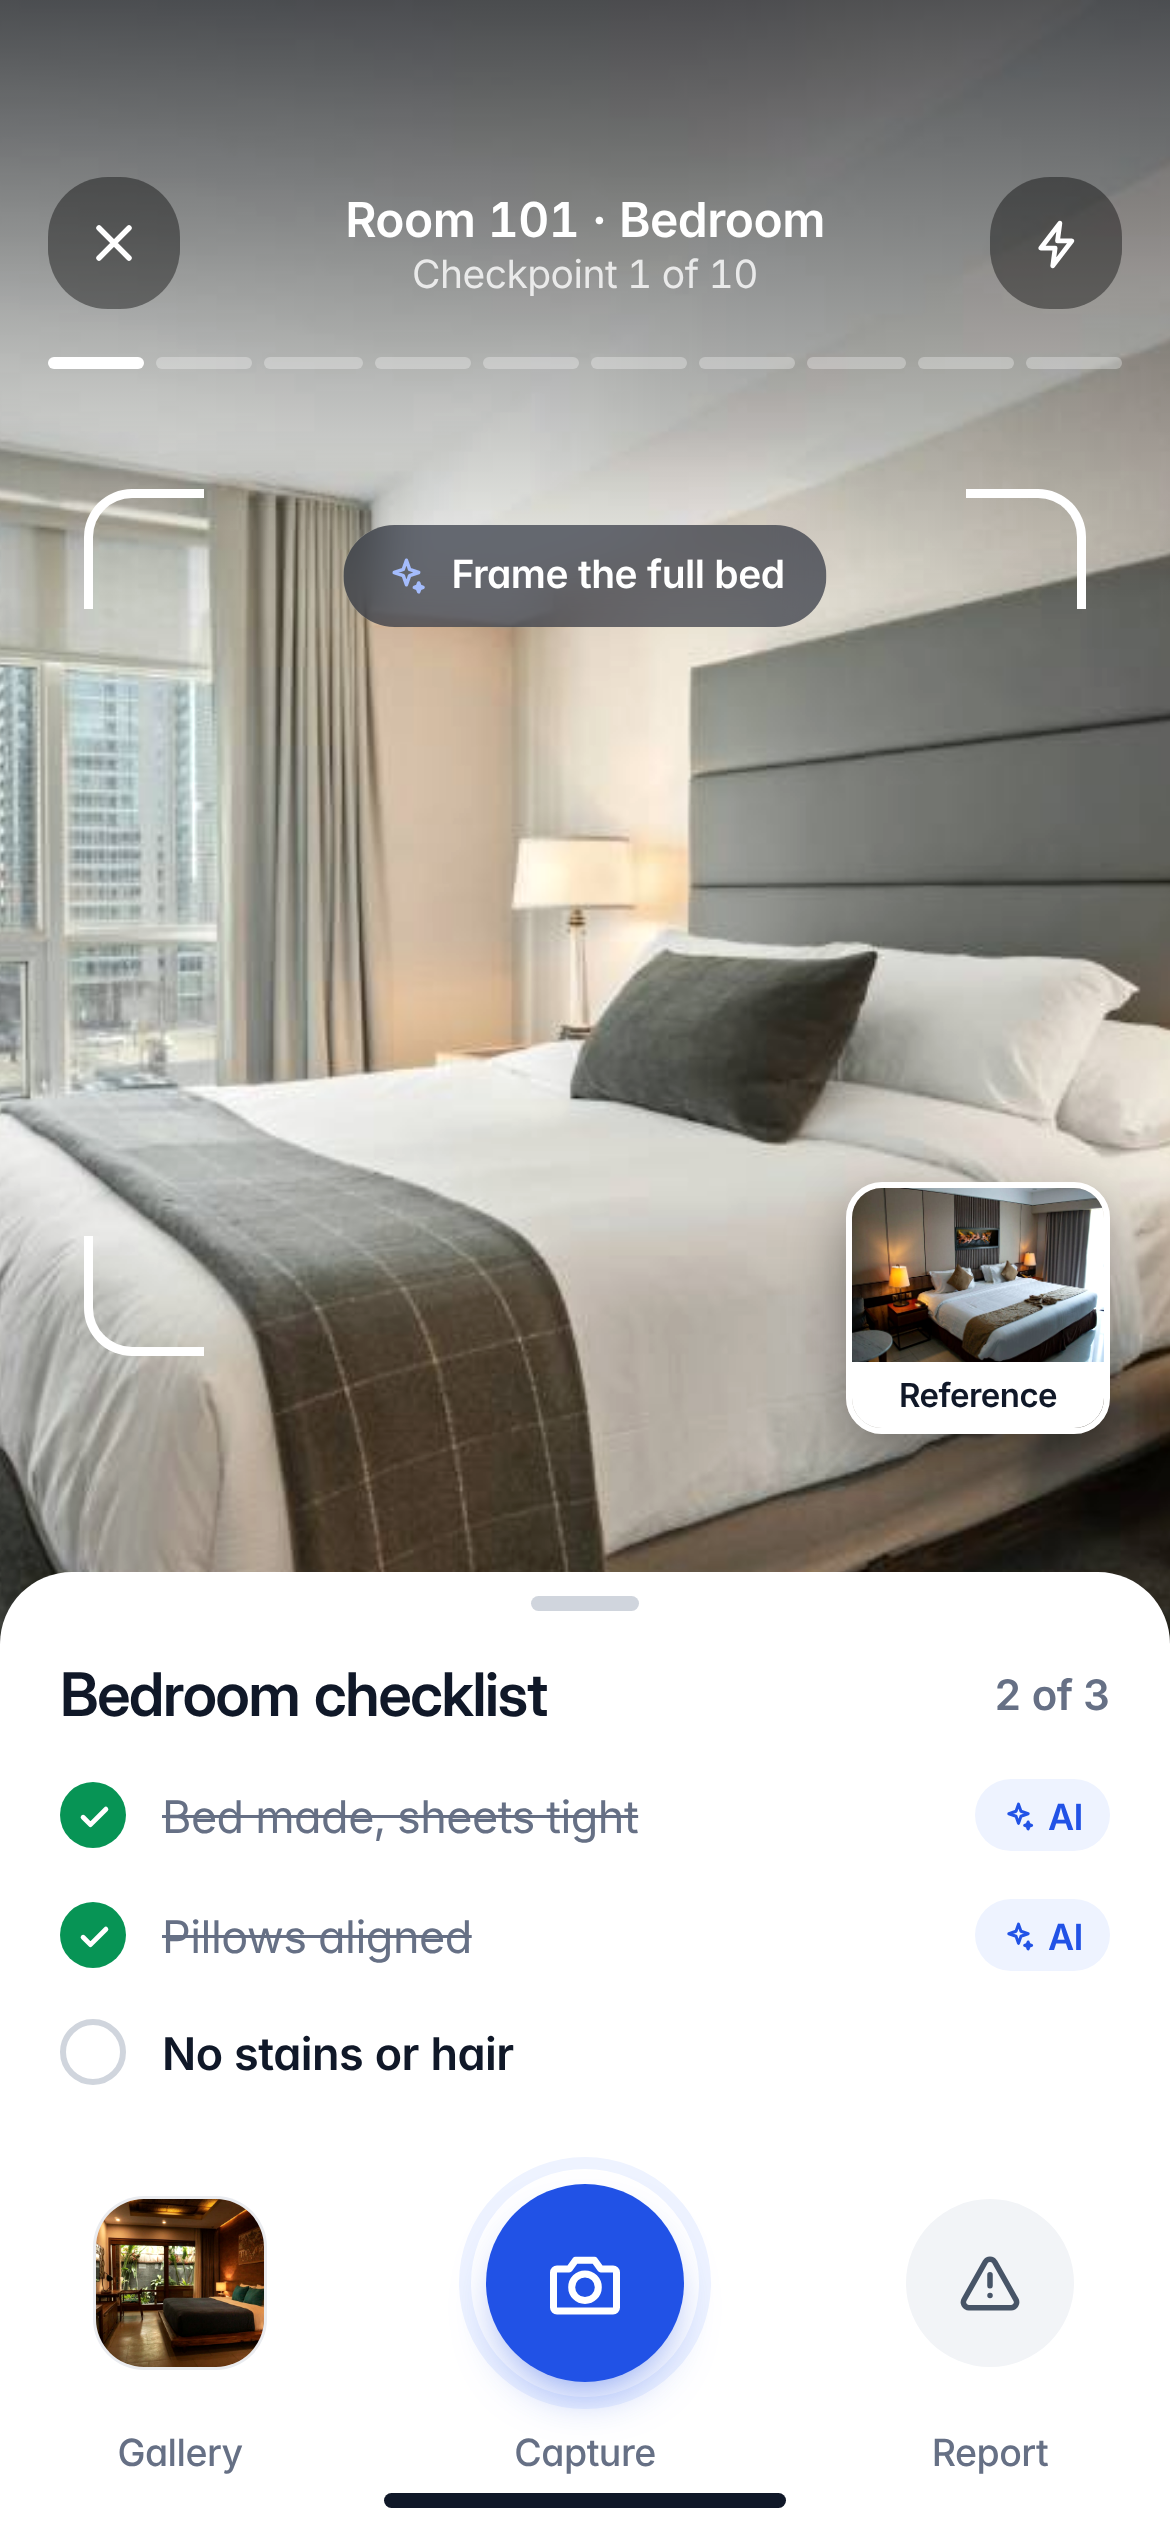 Room 101 · Bedroom
Checkpoint 1 of 10
Frame the full bed
Reference
Bedroom checklist
2 of 3
Bed made, sheets tight
AI
Pillows aligned
AI
No stains or hair
Gallery
Capture
Report